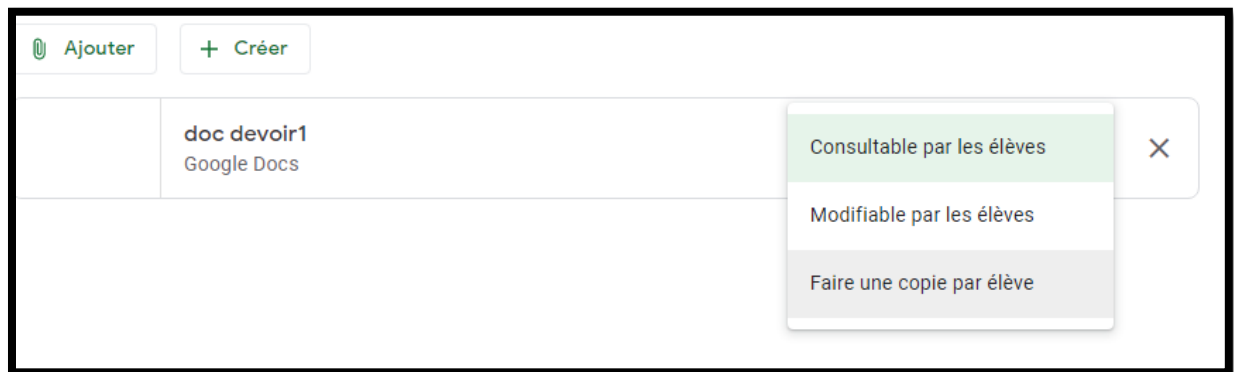 Ajouter
Créer
doc devoir1
Google Docs
Consultable par les élèves
Modifiable par les élèves
Faire une copie par élève